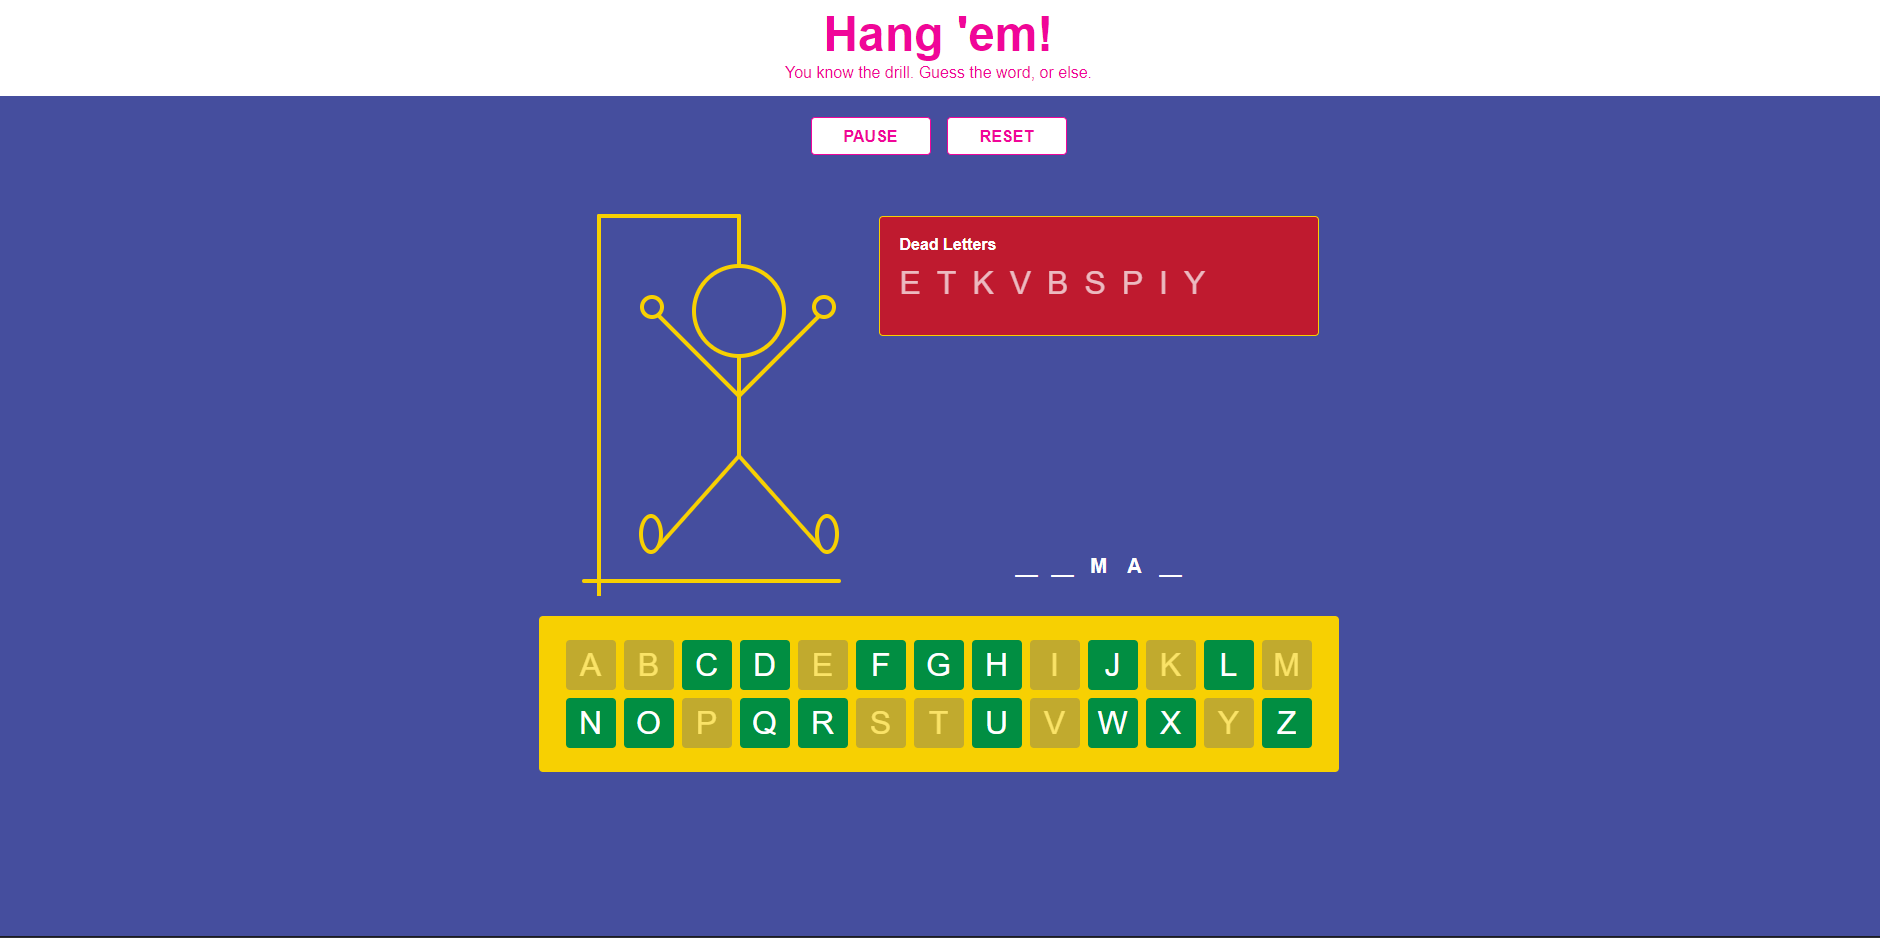 Hang 'em!
You know the drill. Guess the word, or else.
PAUSE RESET
Dead Letters
E T K V B S P I Y
__ __ M A __
A B C D E F G H I J K L M
N O P Q R S T U V W X Y Z